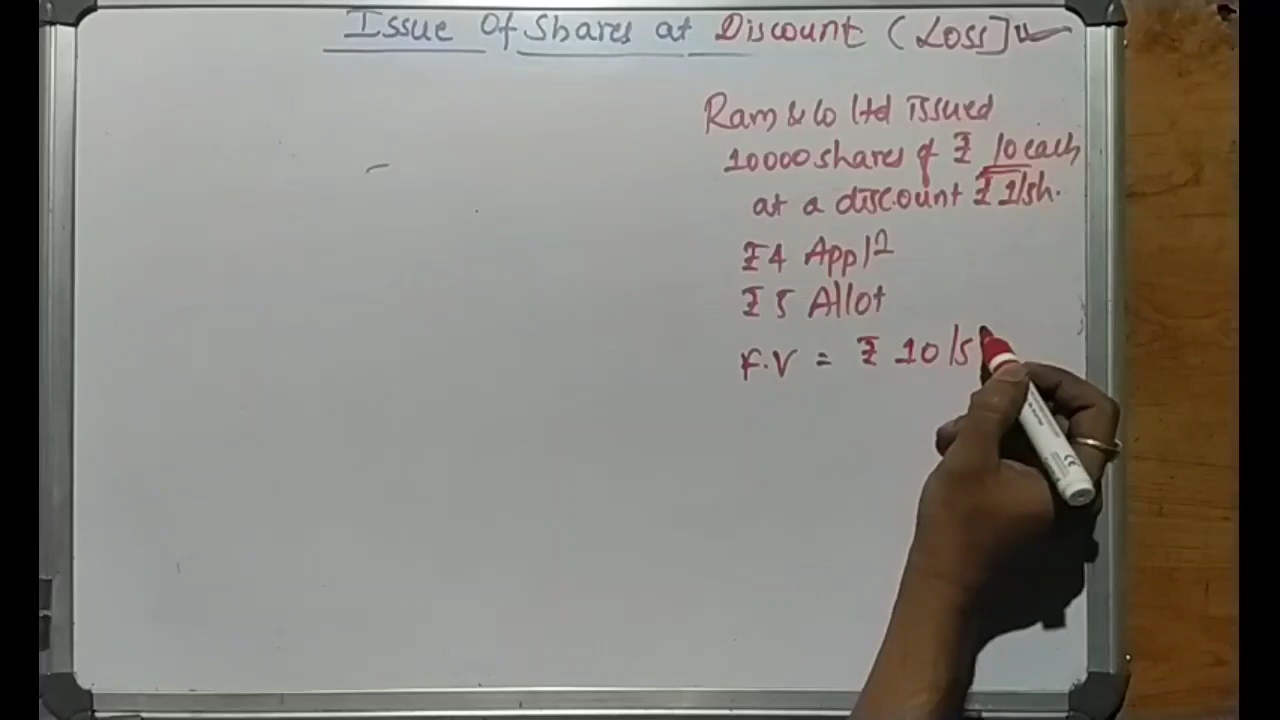 Issue Of Shares at Discount (Loss]
Ram & Co ltd issued
10000 shares of ₹ 10 each
at a discount ₹ 1/sh.
₹ 4 Appln
₹ 5 Allot
F.V = ₹ 10/s